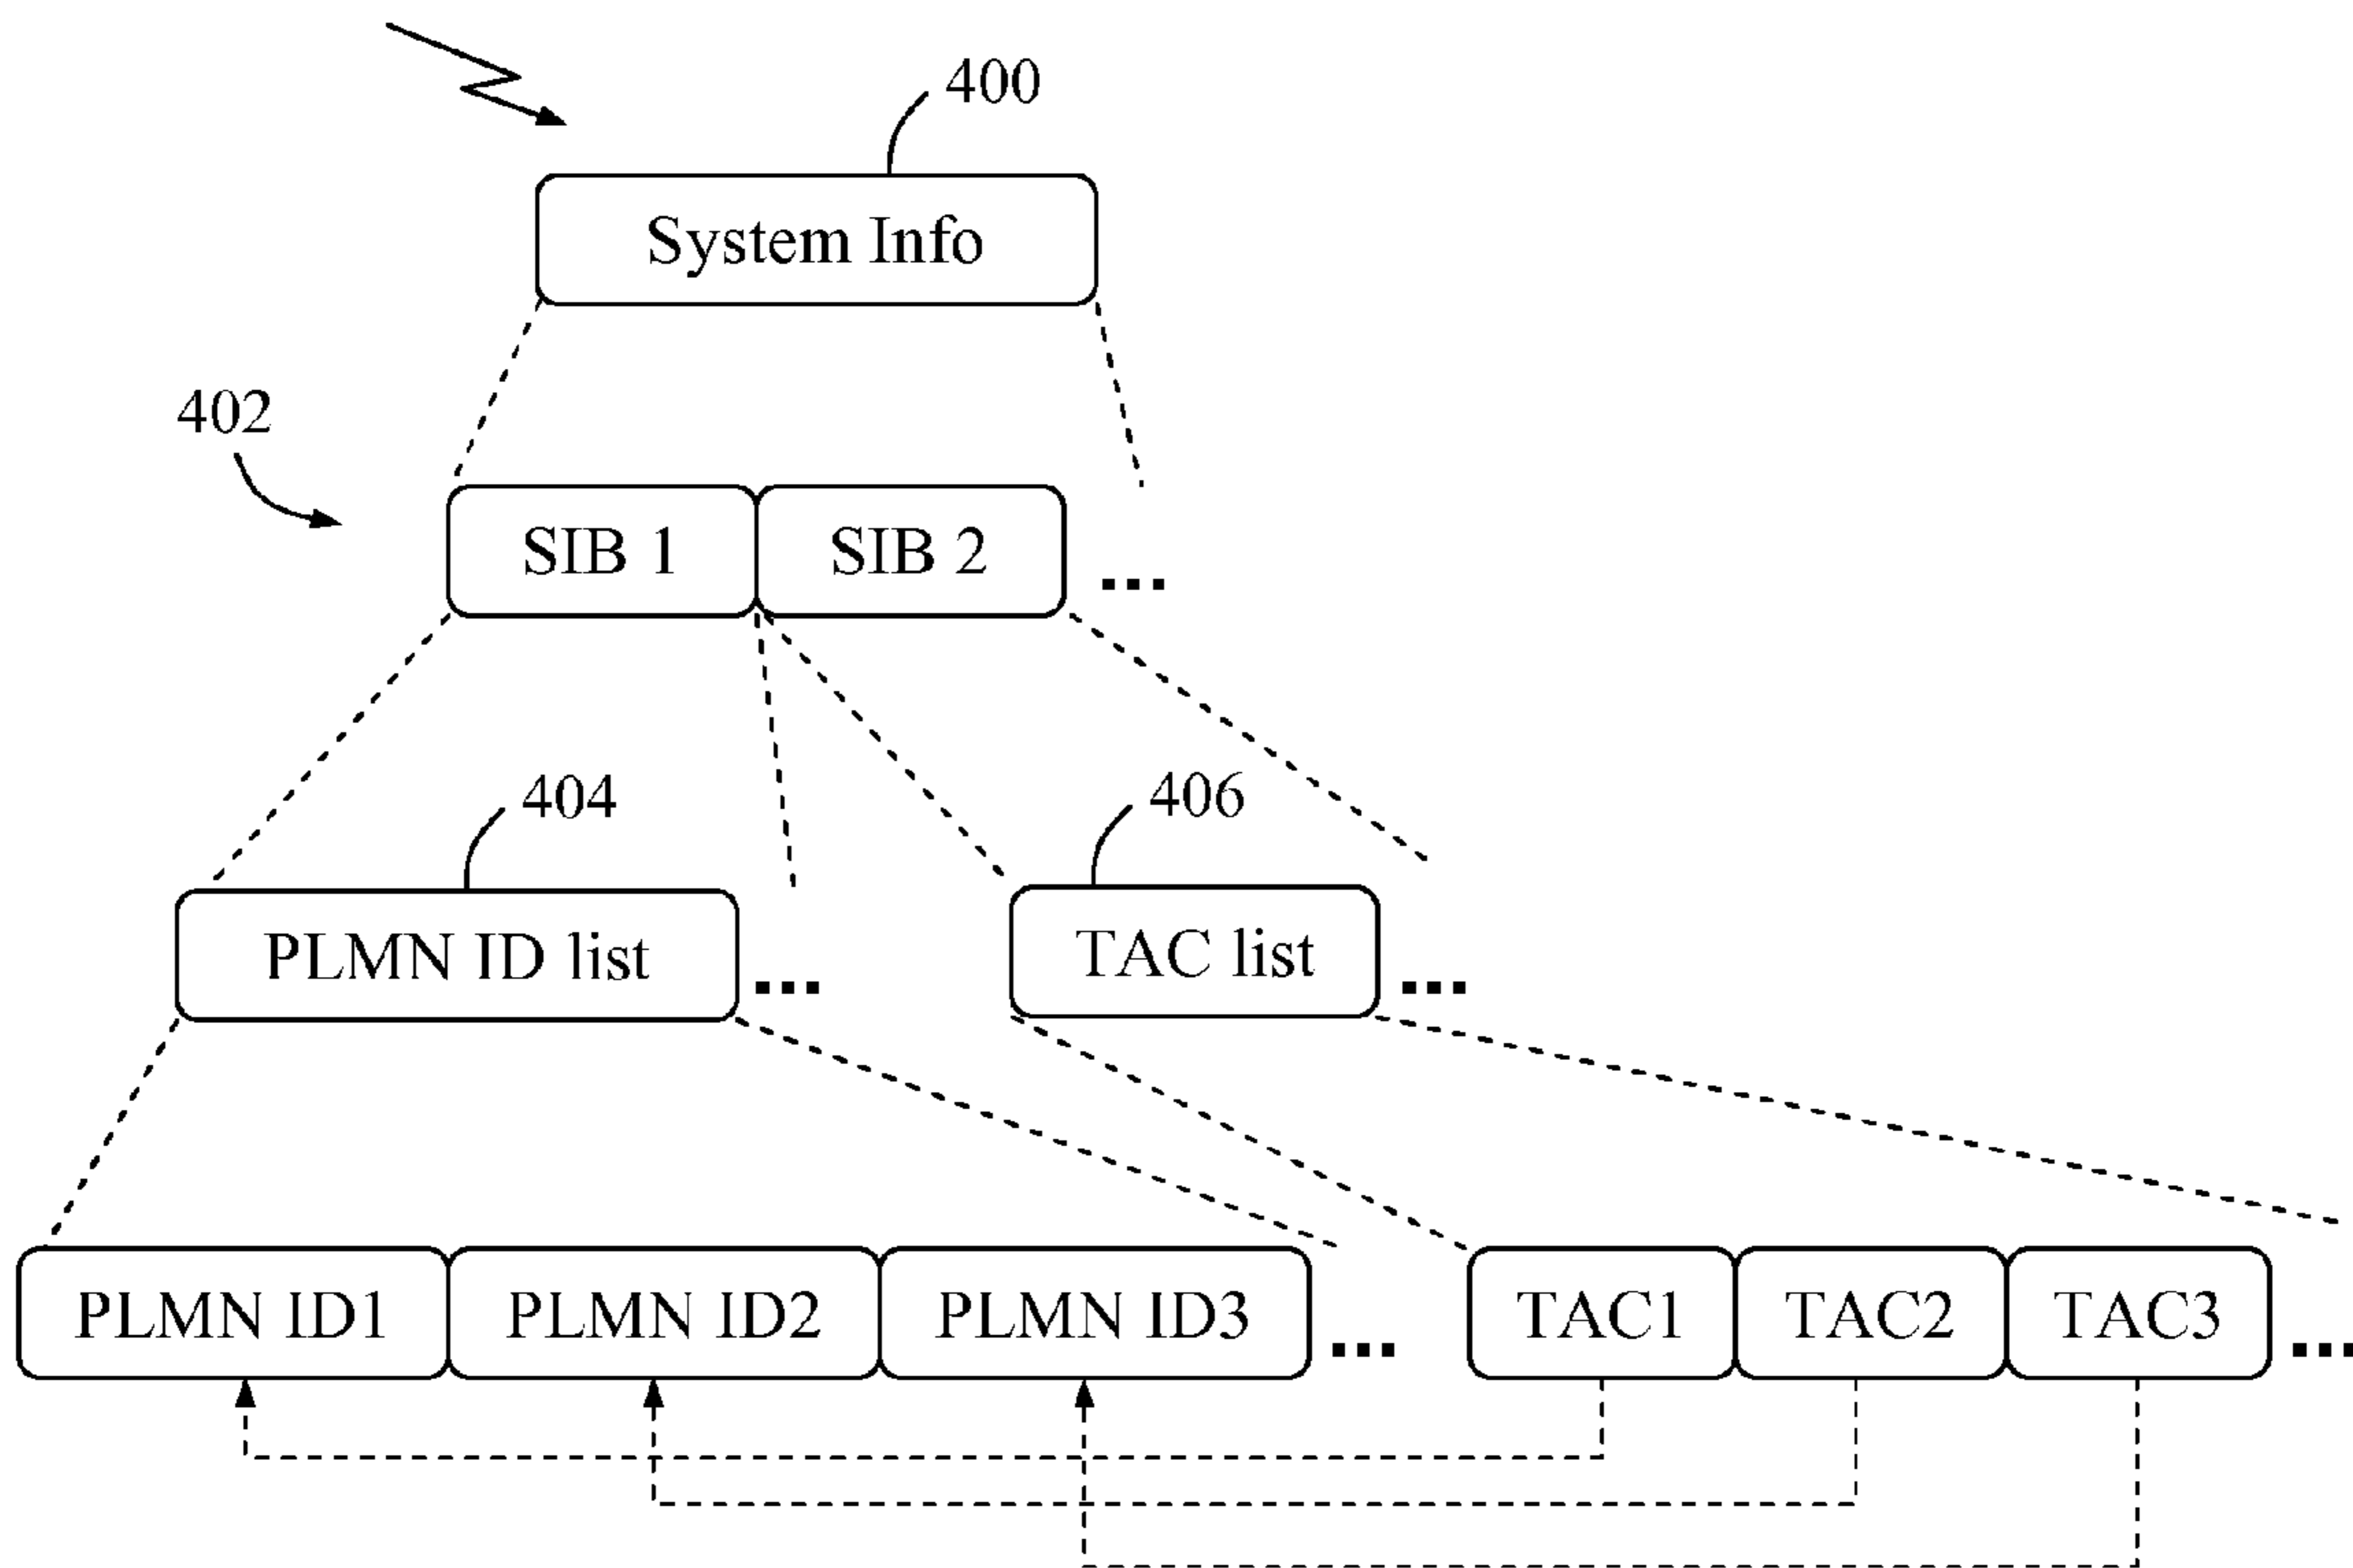 400
System Info
402
SIB 1 SIB 2 ...
404 406
PLMN ID list ... TAC list ...
PLMN ID1 PLMN ID2 PLMN ID3 ... TAC1 TAC2 TAC3 ...